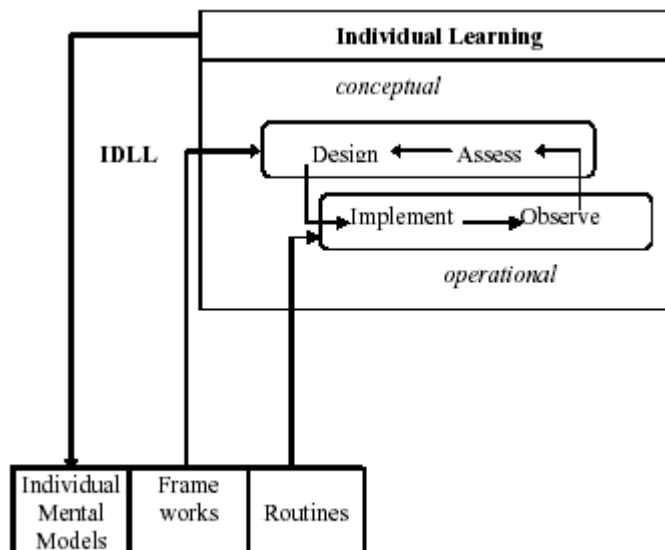 Individual Learning
conceptual
IDLL
Design
Assess
Implement
Observe
operational
Individual
Mental
Models
Frame
works
Routines